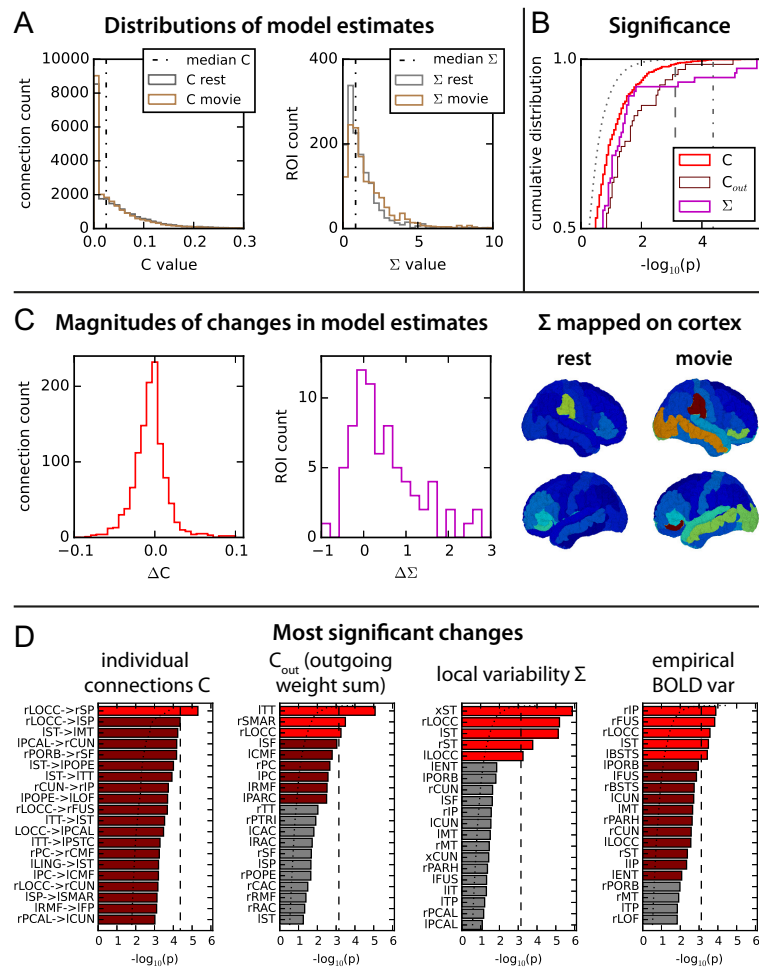 A
Distributions of model estimates
median C
C rest
C movie
connection count
10000
8000
6000
4000
2000
0
0.0 0.1 0.2 0.3
C value
median Σ
Σ rest
Σ movie
ROI count
400
200
0
0 5 10
Σ value
B
Significance
cumulative distribution
1.0
0.5
C
Cout
Σ
0 2 4
-log10(p)
C
Magnitudes of changes in model estimates
connection count
200
100
0
−0.1 0.0 0.1
ΔC
ROI count
10
5
0
−1 0 1 2 3
ΔΣ
Σ mapped on cortex
rest movie
D
Most significant changes
individual
connections C
rLOCC->rSP
rLOCC->lSP
lST->lMT
lPCAL->rCUN
rPORB->rSF
lST->lPOPE
lST->lTT
rCUN->rIP
lPOPE->lLOF
rLOCC->rFUS
lTT->lST
LOCC->lPCAL
lTT->lPSTC
rPC->rCMF
lLING->lST
lPC->lCMF
rLOCC->rCUN
lSP->lSMAR
lRMF->lFP
rPCAL->lCUN
0 1 2 3 4 5 6
-log10(p)
Cout (outgoing
weight sum)
lTT
rSMAR
rLOCC
lSF
lCMF
rPC
lPC
lRMF
lPARC
rTT
rPTRI
lCAC
lRAC
rSF
lSP
rPOPE
rCAC
rRMF
rRAC
lST
0 1 2 3 4 5 6
-log10(p)
local variability Σ
xST
rLOCC
lST
rST
lLOCC
lENT
lPORB
rCUN
lSF
rIP
lCUN
lMT
rMT
xCUN
rPARH
lFUS
lIT
lTP
rPCAL
lPCAL
0 1 2 3 4 5 6
-log10(p)
empirical
BOLD var
rIP
rFUS
rLOCC
lST
lBSTS
lPORB
lFUS
rBSTS
lCUN
lMT
rPARH
rCUN
lLOCC
rST
lIP
lENT
rPORB
rMT
lTP
rLOF
0 1 2 3 4 5 6
-log10(p)